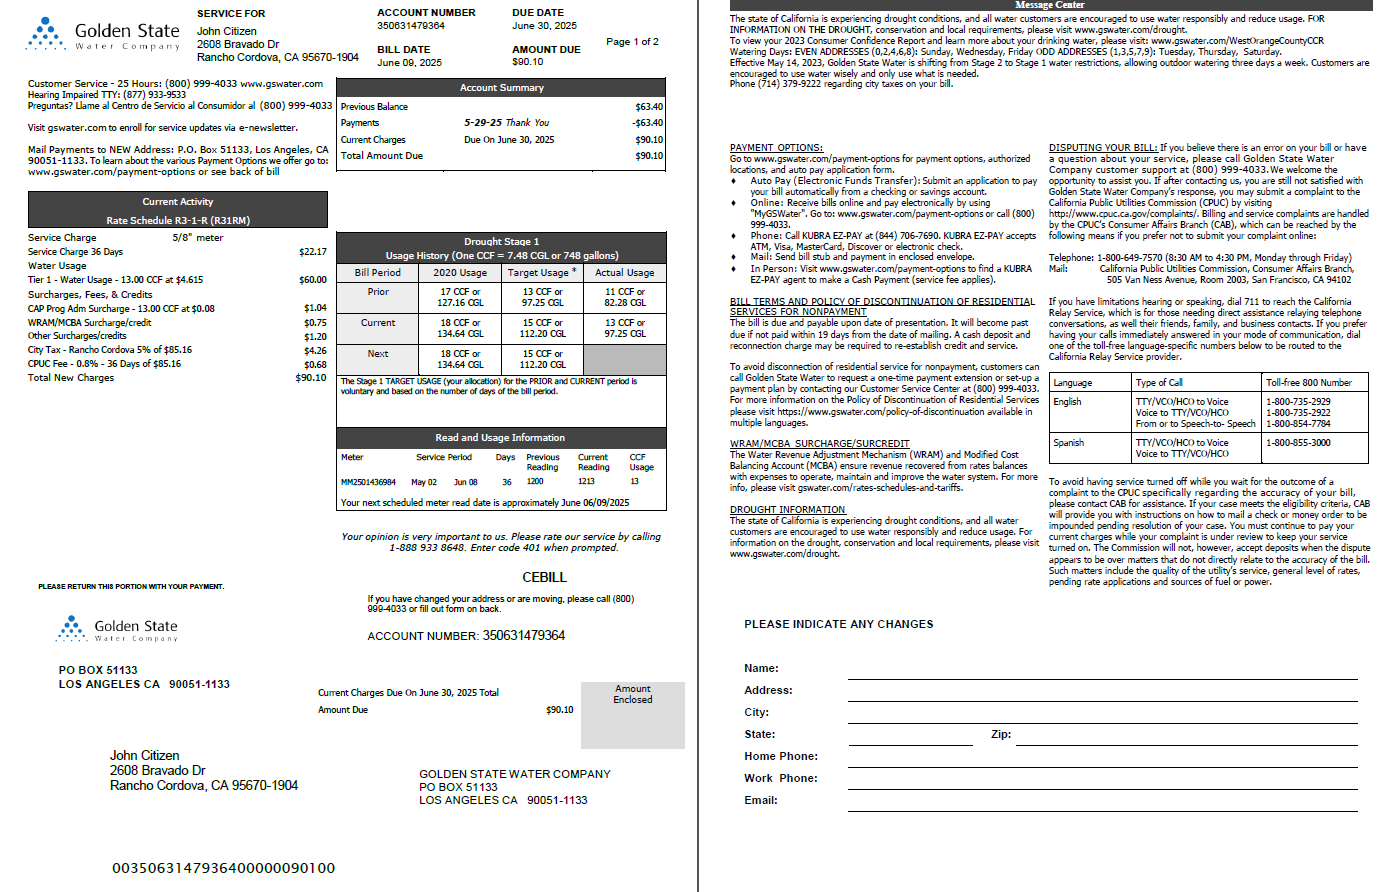 Golden State
Water Company
SERVICE FOR
John Citizen
2608 Bravado Dr
Rancho Cordova, CA 95670-1904
ACCOUNT NUMBER
350631479364
BILL DATE
June 09, 2025
DUE DATE
June 30, 2025
AMOUNT DUE
$90.10
Page 1 of 2
Customer Service - 25 Hours: (800) 999-4033 www.gswater.com
Hearing Impaired TTY: (877) 933-9533
Preguntas? Llame al Centro de Servicio al Consumidor al (800) 999-4033
Visit gswater.com to enroll for service updates via e-newsletter.
Mail Payments to NEW Address: P.O. Box 51133, Los Angeles, CA
90051-1133. To learn about the various Payment Options we offer go to:
www.gswater.com/payment-options or see back of bill
Account Summary
Previous Balance $63.40
Payments 5-29-25 Thank You -$63.40
Current Charges Due On June 30, 2025 $90.10
Total Amount Due $90.10
Current Activity
Rate Schedule R3-1-R (R31RM)
Service Charge 5/8" meter
Service Charge 36 Days $22.17
Water Usage
Tier 1 - Water Usage - 13.00 CCF at $4.615 $60.00
Surcharges, Fees, & Credits
CAP Prog Adm Surcharge - 13.00 CCF at $0.08 $1.04
WRAM/MCBA Surcharge/credit $0.75
Other Surcharges/credits $1.20
City Tax - Rancho Cordova 5% of $85.16 $4.26
CPUC Fee - 0.8% - 36 Days of $85.16 $0.68
Total New Charges $90.10
Drought Stage 1
Usage History (One CCF = 7.48 CGL or 748 gallons)
Bill Period 2020 Usage Target Usage * Actual Usage
Prior 17 CCF or 13 CCF or 11 CCF or
127.16 CGL 97.25 CGL 82.28 CGL
Current 18 CCF or 15 CCF or 13 CCF or
134.64 CGL 112.20 CGL 97.25 CGL
Next 18 CCF or 15 CCF or
134.64 CGL 112.20 CGL
The Stage 1 TARGET USAGE (your allocation) for the PRIOR and CURRENT period is
voluntary and based on the number of days of the bill period.
Read and Usage Information
Meter Service Period Days Previous Reading Current Reading CCF Usage
MM2501436984 May 02 Jun 08 36 1200 1213 13
Your next scheduled meter read date is approximately June 06/09/2025
Your opinion is very important to us. Please rate our service by calling
1-888 933 8648. Enter code 401 when prompted.
CEBILL
PLEASE RETURN THIS PORTION WITH YOUR PAYMENT.
If you have changed your address or are moving, please call (800)
999-4033 or fill out form on back.
Golden State
Water Company
ACCOUNT NUMBER: 350631479364
PO BOX 51133
LOS ANGELES CA 90051-1133
Current Charges Due On June 30, 2025 Total
Amount Due $90.10
Amount
Enclosed
John Citizen
2608 Bravado Dr
Rancho Cordova, CA 95670-1904
GOLDEN STATE WATER COMPANY
PO BOX 51133
LOS ANGELES CA 90051-1133
0035063147936400000090100
Message Center
The state of California is experiencing drought conditions, and all water customers are encouraged to use water responsibly and reduce usage. FOR
INFORMATION ON THE DROUGHT, conservation and local requirements, please visit www.gswater.com/drought.
To view your 2023 Consumer Confidence Report and learn more about your drinking water, please visit: www.gswater.com/WestOrangeCountyCCR
Watering Days: EVEN ADDRESSES (0,2,4,6,8): Sunday, Wednesday, Friday ODD ADDRESSES (1,3,5,7,9): Tuesday, Thursday, Saturday.
Effective May 14, 2023, Golden State Water is shifting from Stage 2 to Stage 1 water restrictions, allowing outdoor watering three days a week. Customers are
encouraged to use water wisely and only use what is needed.
Phone (714) 379-9222 regarding city taxes on your bill.
PAYMENT OPTIONS:
Go to www.gswater.com/payment-options for payment options, authorized
locations, and auto pay application form.
♦ Auto Pay (Electronic Funds Transfer): Submit an application to pay
your bill automatically from a checking or savings account.
♦ Online: Receive bills online and pay electronically by using
"MyGSWater". Go to: www.gswater.com/payment-options or call (800)
999-4033.
♦ Phone: Call KUBRA EZ-PAY at (844) 706-7690. KUBRA EZ-PAY accepts
ATM, Visa, MasterCard, Discover or electronic check.
♦ Mail: Send bill stub and payment in enclosed envelope.
♦ In Person: Visit www.gswater.com/payment-options to find a KUBRA
EZ-PAY agent to make a Cash Payment (service fee applies).
BILL TERMS AND POLICY OF DISCONTINUATION OF RESIDENTIAL
SERVICES FOR NONPAYMENT
The bill is due and payable upon date of presentation. It will become past
due if not paid within 19 days from the date of mailing. A cash deposit and
reconnection charge may be required to re-establish credit and service.
To avoid disconnection of residential service for nonpayment, customers can
call Golden State Water to request a one-time payment extension or set-up a
payment plan by contacting our Customer Service Center at (800) 999-4033.
For more information on the Policy of Discontinuation of Residential Services
please visit https://www.gswater.com/policy-of-discontinuation available in
multiple languages.
WRAM/MCBA SURCHARGE/SURCREDIT
The Water Revenue Adjustment Mechanism (WRAM) and Modified Cost
Balancing Account (MCBA) ensure revenue recovered from rates balances
with expenses to operate, maintain and improve the water system. For more
info, please visit gswater.com/rates-schedules-and-tariffs.
DROUGHT INFORMATION
The state of California is experiencing drought conditions, and all water
customers are encouraged to use water responsibly and reduce usage. For
information on the drought, conservation and local requirements, please visit
www.gswater.com/drought.
DISPUTING YOUR BILL: If you believe there is an error on your bill or have
a question about your service, please call Golden State Water
Company customer support at (800) 999-4033. We welcome the
opportunity to assist you. If after contacting us, you are still not satisfied with
Golden State Water Company's response, you may submit a complaint to the
California Public Utilities Commission (CPUC) by visiting
http://www.cpuc.ca.gov/complaints/. Billing and service complaints are handled
by the CPUC's Consumer Affairs Branch (CAB), which can be reached by the
following means if you prefer not to submit your complaint online:
Telephone: 1-800-649-7570 (8:30 AM to 4:30 PM, Monday through Friday)
Mail: California Public Utilities Commission, Consumer Affairs Branch,
505 Van Ness Avenue, Room 2003, San Francisco, CA 94102
If you have limitations hearing or speaking, dial 711 to reach the California
Relay Service, which is for those needing direct assistance relaying telephone
conversations, as well their friends, family, and business contacts. If you prefer
having your calls immediately answered in your mode of communication, dial
one of the toll-free language-specific numbers below to be routed to the
California Relay Service provider.
Language Type of Call Toll-free 800 Number
English TTY/VCO/HCO to Voice 1-800-735-2929
Voice to TTY/VCO/HCO 1-800-735-2922
From or to Speech-to- Speech 1-800-854-7784
Spanish TTY/VCO/HCO to Voice 1-800-855-3000
Voice to TTY/VCO/HCO
To avoid having service turned off while you wait for the outcome of a
complaint to the CPUC specifically regarding the accuracy of your bill,
please contact CAB for assistance. If your case meets the eligibility criteria, CAB
will provide you with instructions on how to mail a check or money order to be
impounded pending resolution of your case. You must continue to pay your
current charges while your complaint is under review to keep your service
turned on. The Commission will not, however, accept deposits when the dispute
appears to be over matters that do not directly relate to the accuracy of the bill.
Such matters include the quality of the utility's service, general level of rates,
pending rate applications and sources of fuel or power.
PLEASE INDICATE ANY CHANGES
Name:
Address:
City:
State: Zip:
Home Phone:
Work Phone:
Email: